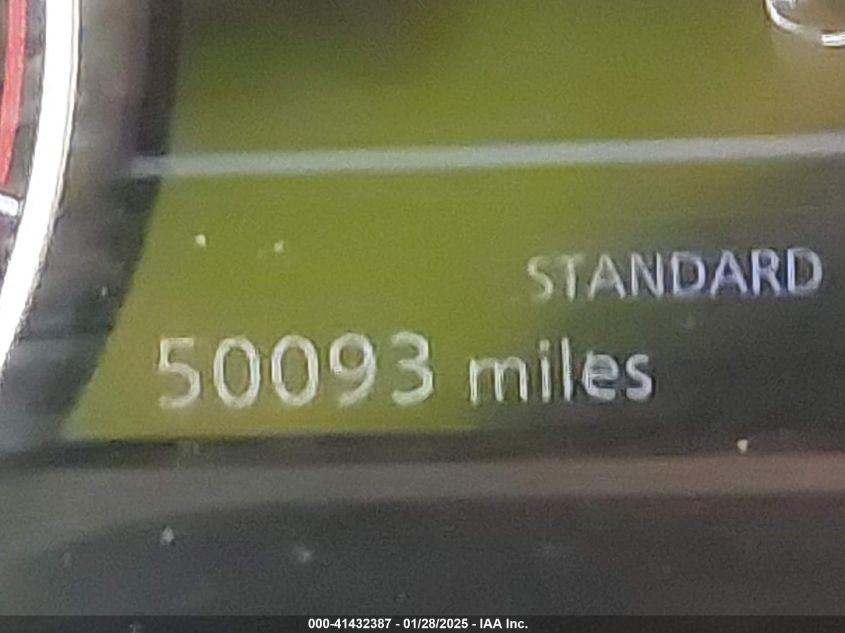 STANDARD
50093 miles
000-41432387 - 01/28/2025 - IAA Inc.